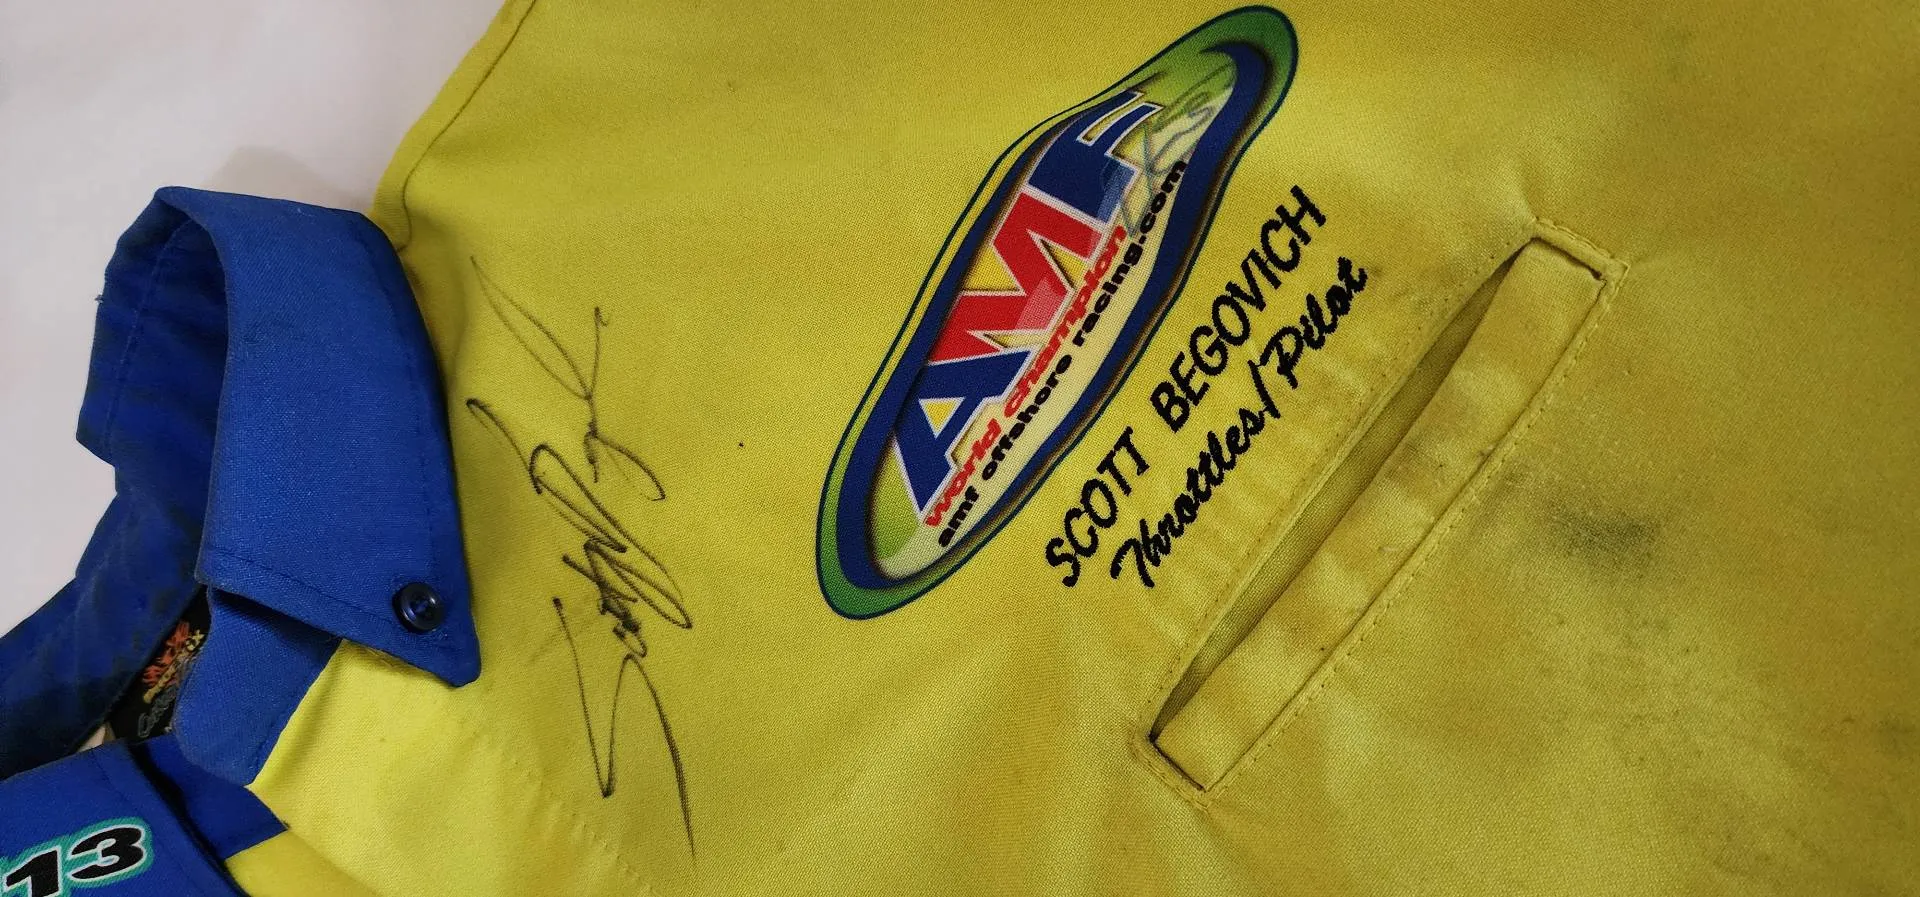 AMF
world champion
amf offshore racing.com
SCOTT BEGOVICH
Throttles/Pilot
13